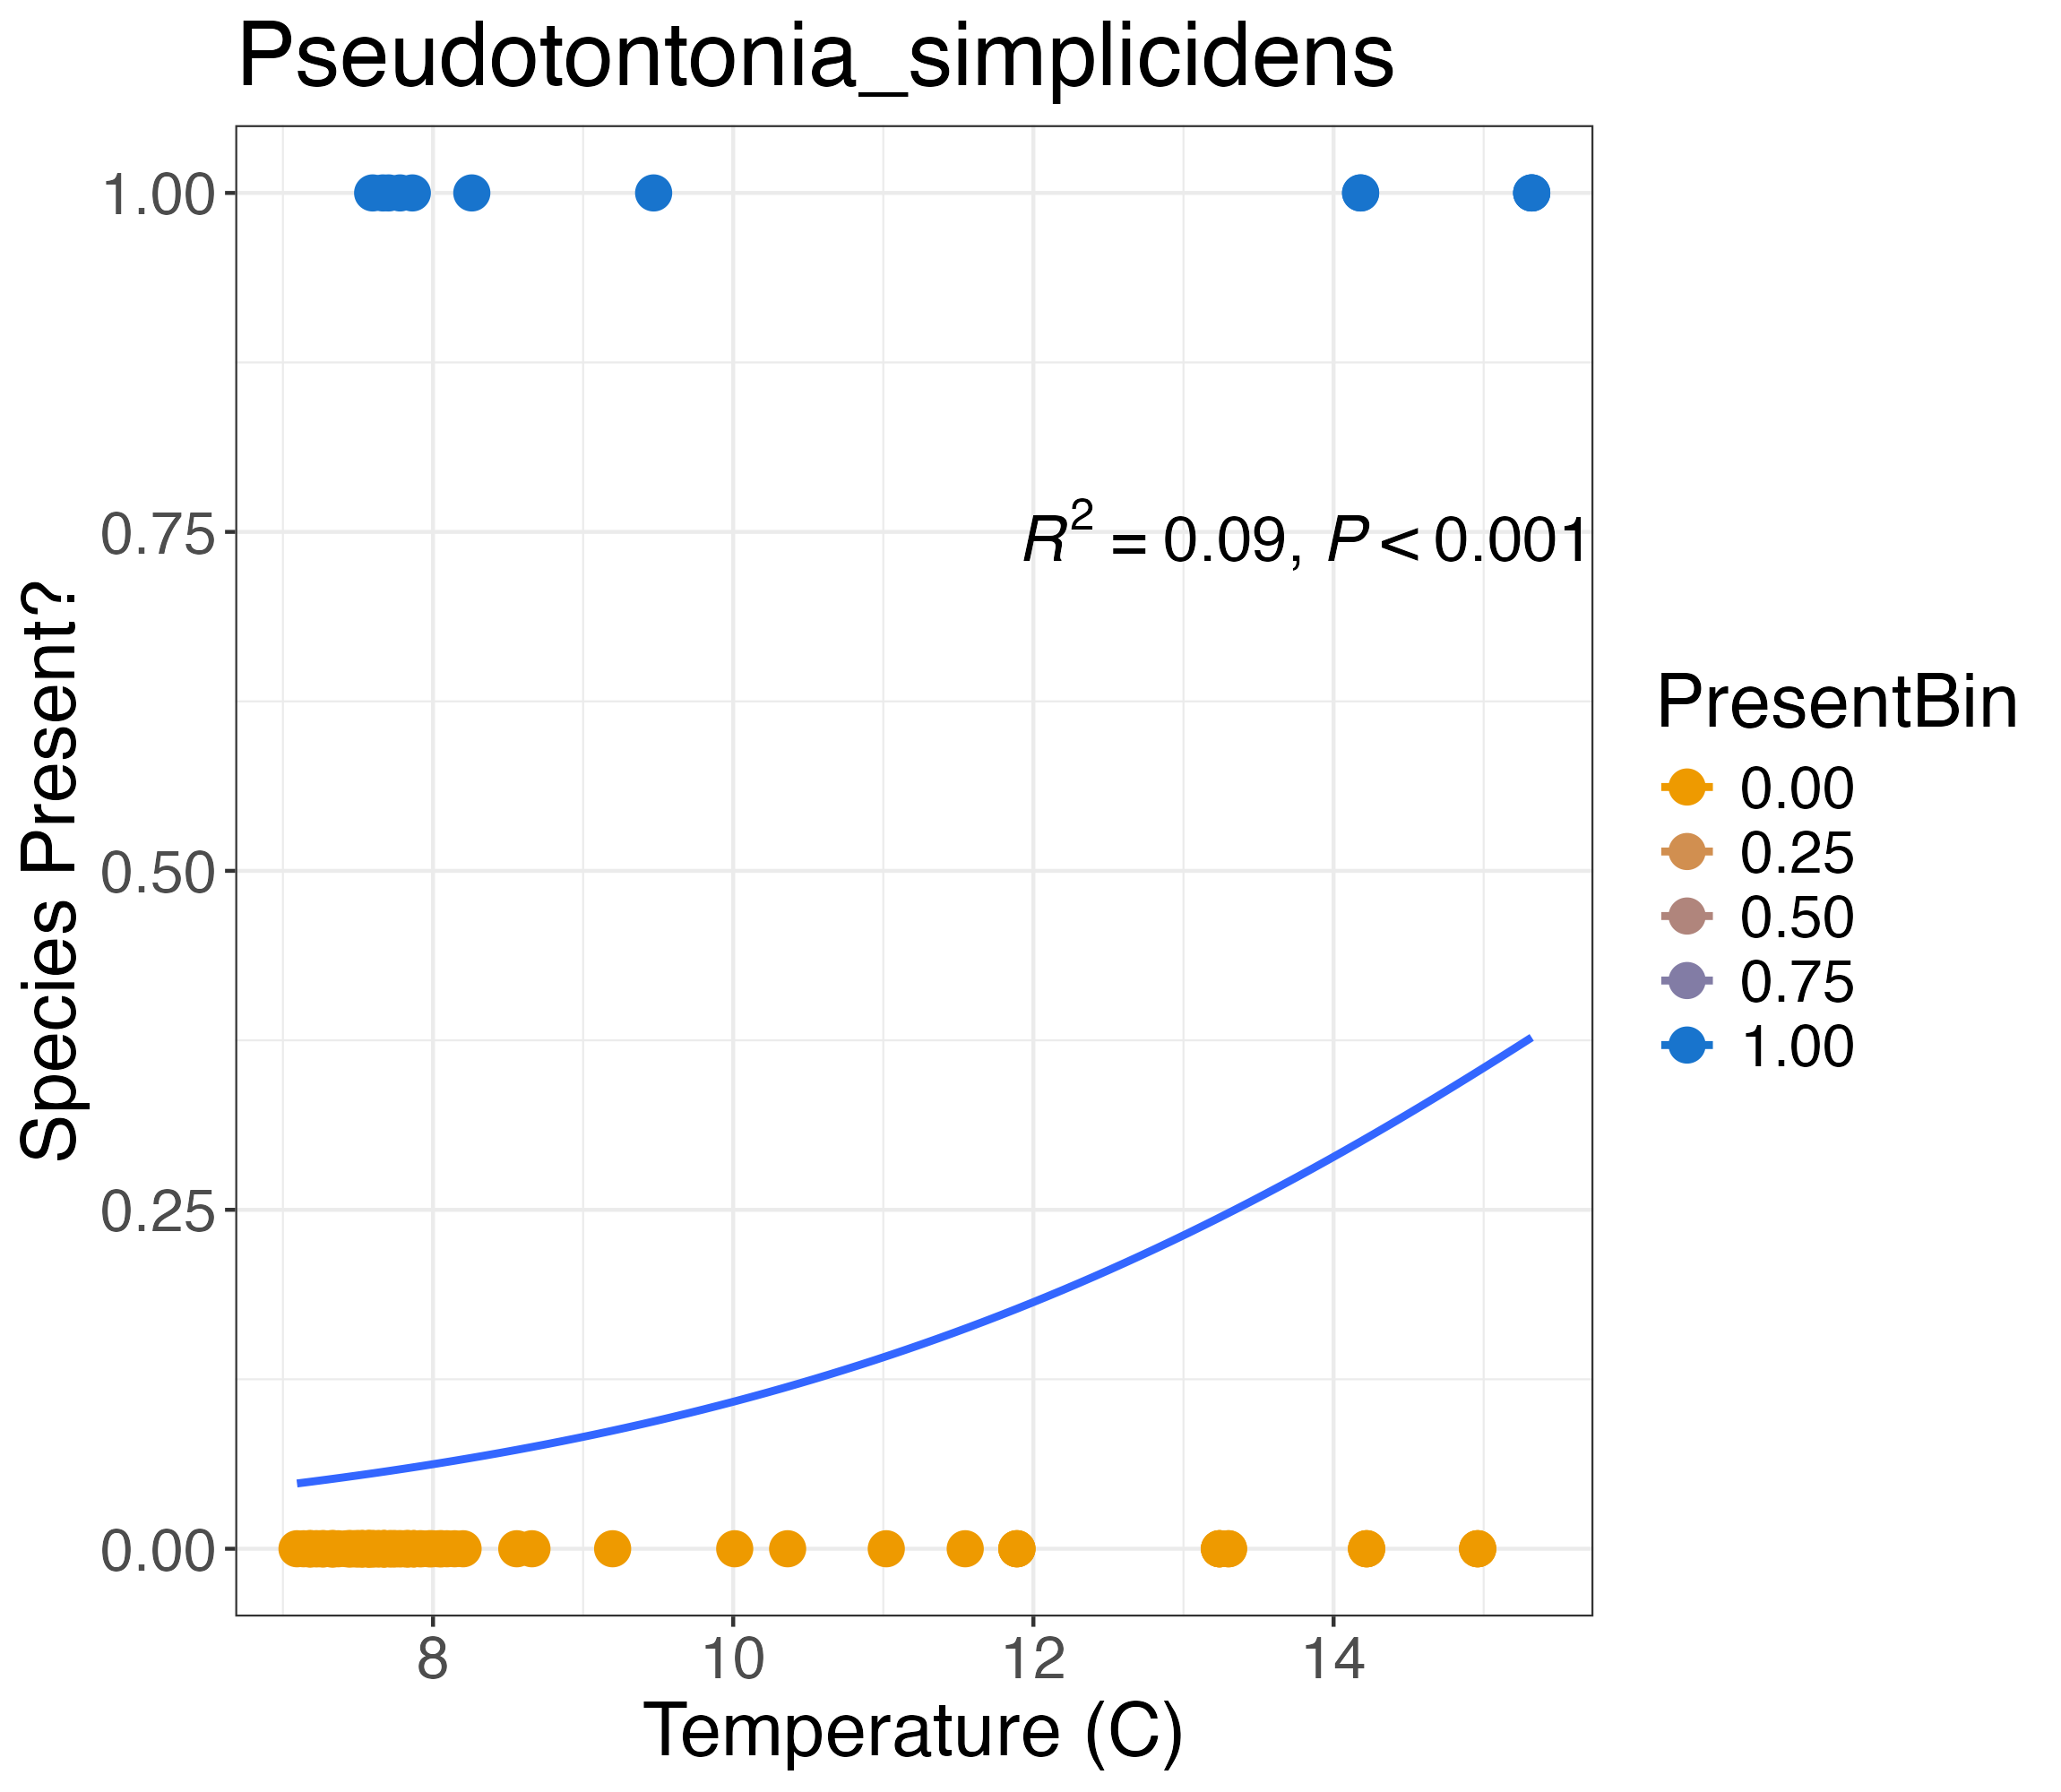 Pseudotontonia_simplicidens
Species Present?
1.00
0.75
0.50
0.25
0.00
R² = 0.09, P < 0.001
8 10 12 14
Temperature (C)
PresentBin
0.00
0.25
0.50
0.75
1.00